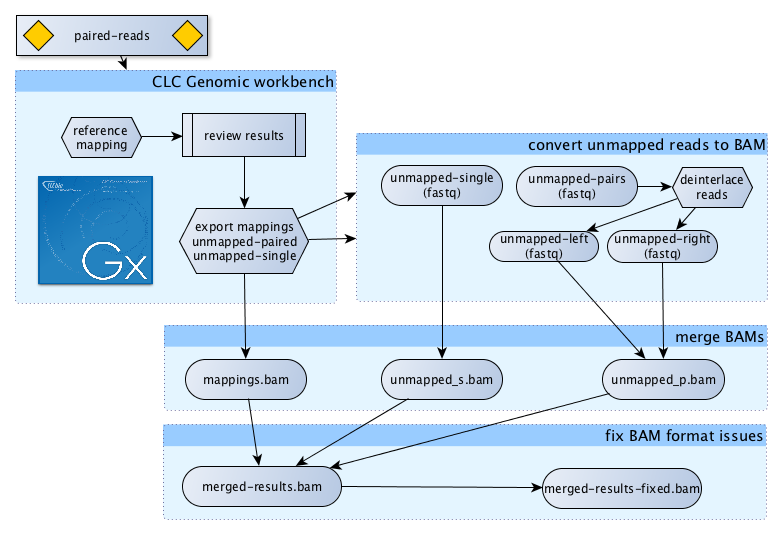 paired-reads
CLC Genomic workbench
reference
mapping
review results
export mappings
unmapped-paired
unmapped-single
Gx
convert unmapped reads to BAM
unmapped-single
(fastq)
unmapped-pairs
(fastq)
deinterlace
reads
unmapped-left
(fastq)
unmapped-right
(fastq)
merge BAMs
mappings.bam
unmapped_s.bam
unmapped_p.bam
fix BAM format issues
merged-results.bam
merged-results-fixed.bam